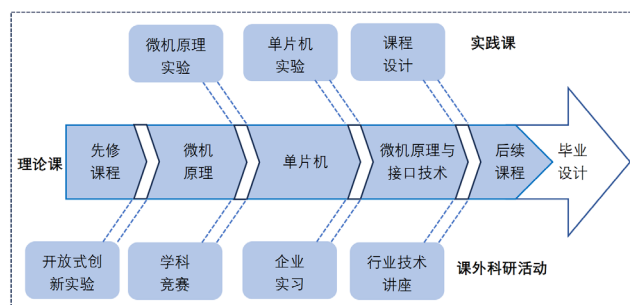 微机原理
实验
单片机
实验
课程
设计
实践课
理论课
先修
课程
微机
原理
单片机
微机原理与
接口技术
后续
课程
毕业
设计
开放式创
新实验
学科
竞赛
企业
实习
行业技术
讲座
课外科研活动